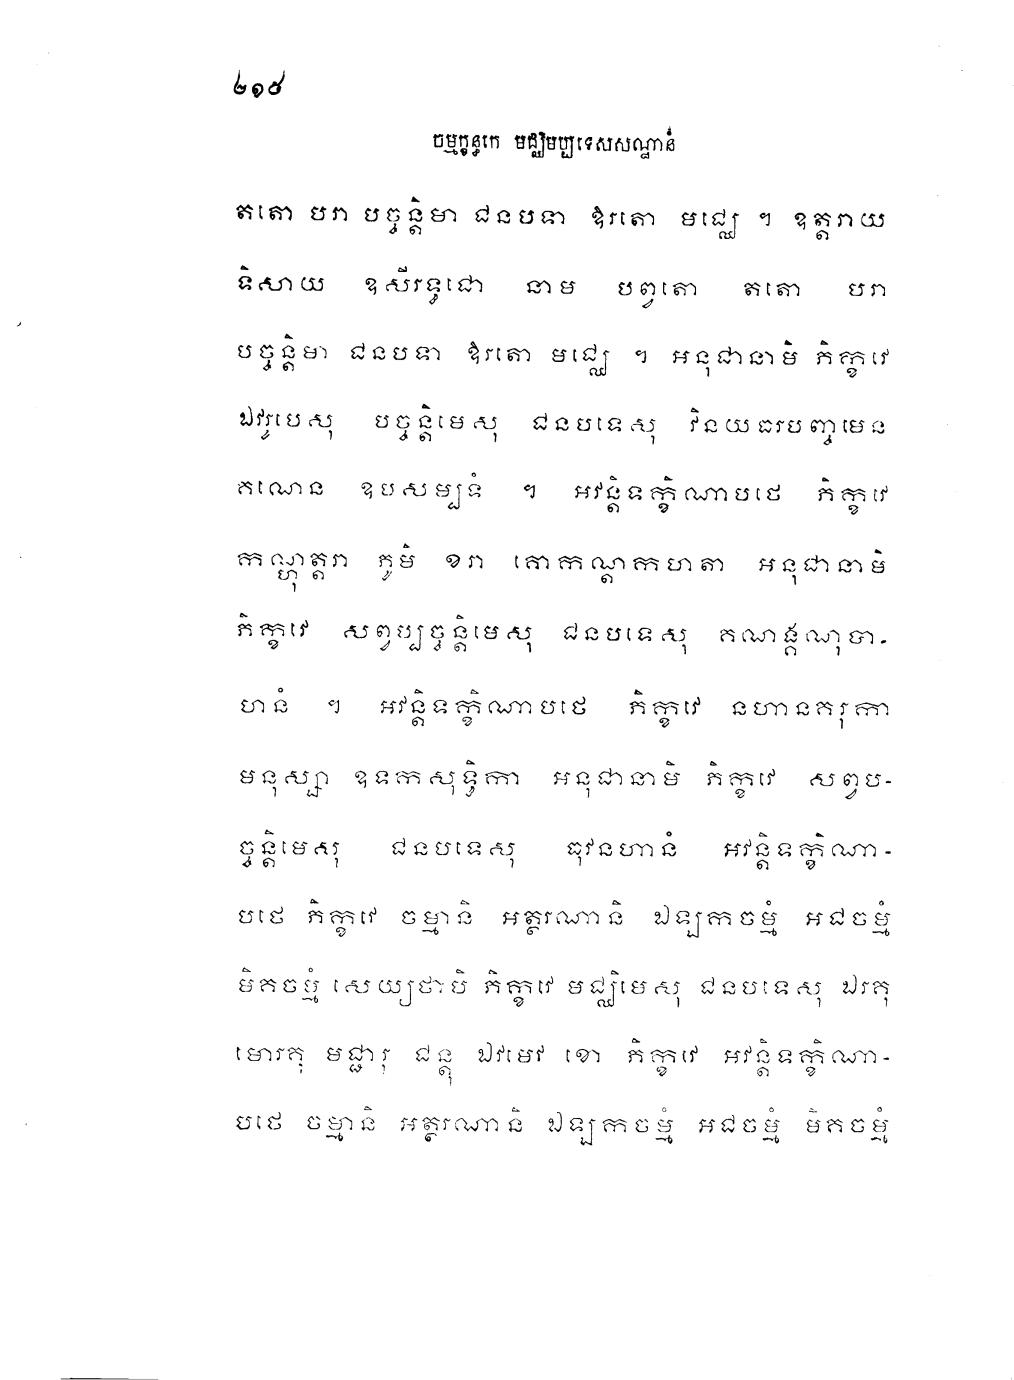 ២១៨
ចម្មក្ខន្ធកេ មជ្ឈិមប្បទេសសណ្ឋានំ
តតោ បរា បច្ចន្តិមា ជនបទា ឱរតោ មជ្ឈេ ។ ឧត្តរាយ
ទិសាយ ឧសីរទ្ធជោ នាម បព្វតោ តតោ បរា
បច្ចន្តិមា ជនបទា ឱរតោ មជ្ឈេ ។ អនុជានាមិ ភិក្ខវេ
ឯវរូបេសុ បច្ចន្តិមេសុ ជនបទេសុ វិនយធរបញ្ចមេន
គណេន ឧបសម្បទំ ។ អវន្តិទក្ខិណាបថេ ភិក្ខវេ
កណ្ហុត្តរា ភូមិ ខរា គោកណ្តកហតា អនុជានាមិ
ភិក្ខវេ សព្វប្បច្ចន្តិមេសុ ជនបទេសុ គណង្គណុបា-
ហនំ ។ អវន្តិទក្ខិណាបថេ ភិក្ខវេ នហានគរុកា
មនុស្សា ឧទកសុទ្ធិកា អនុជានាមិ ភិក្ខវេ សព្វប-
ច្ចន្តិមេសុ ជនបទេសុ ធុវនហានំ អវន្តិទក្ខិណា-
បថេ ភិក្ខវេ ចម្មានិ អត្ថរណានិ ឯឡកចម្មំ អជចម្មំ
មិគចម្មំ សេយ្យថាបិ ភិក្ខវេ មជ្ឈិមេសុ ជនបទេសុ ឯរគុ
មោរគុ មជ្ជារុ ជន្តុ ឯវមេវ ខោ ភិក្ខវេ អវន្តិទក្ខិណា-
បថេ ចម្មានិ អត្ថរណានិ ឯឡកចម្មំ អជចម្មំ មិគចម្មំ